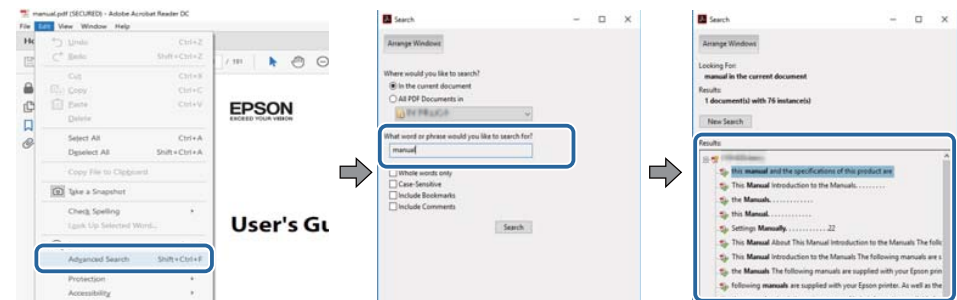 manual.pdf (SECURED) - Adobe Acrobat Reader DC
File Edit View Window Help
Undo Ctrl+Z
Redo Shift+Ctrl+Z
Cut Ctrl+X
Copy Ctrl+C
Paste Ctrl+V
Delete
Select All Ctrl+A
Deselect All Shift+Ctrl+A
Copy File to Clipboard
Take a Snapshot
Check Spelling
Look Up Selected Word...
Advanced Search Shift+Ctrl+F
Protection
Accessibility
/ 191
EPSON
EXCEED YOUR VISION
User's Gu
Search
Arrange Windows
Where would you like to search?
In the current document
All PDF Documents in
What word or phrase would you like to search for?
manual
Whole words only
Case-Sensitive
Include Bookmarks
Include Comments
Search
Search
Arrange Windows
Looking For:
manual in the current document
Results:
1 document(s) with 76 instance(s)
New Search
Results:
this manual and the specifications of this product are
This Manual Introduction to the Manuals.........
the Manuals.............
this Manual.............
Settings Manually............22
This Manual About This Manual Introduction to the Manuals The follo
This Manual Introduction to the Manuals The following manuals are s
the Manuals The following manuals are supplied with your Epson prin
following manuals are supplied with your Epson printer. As well as the